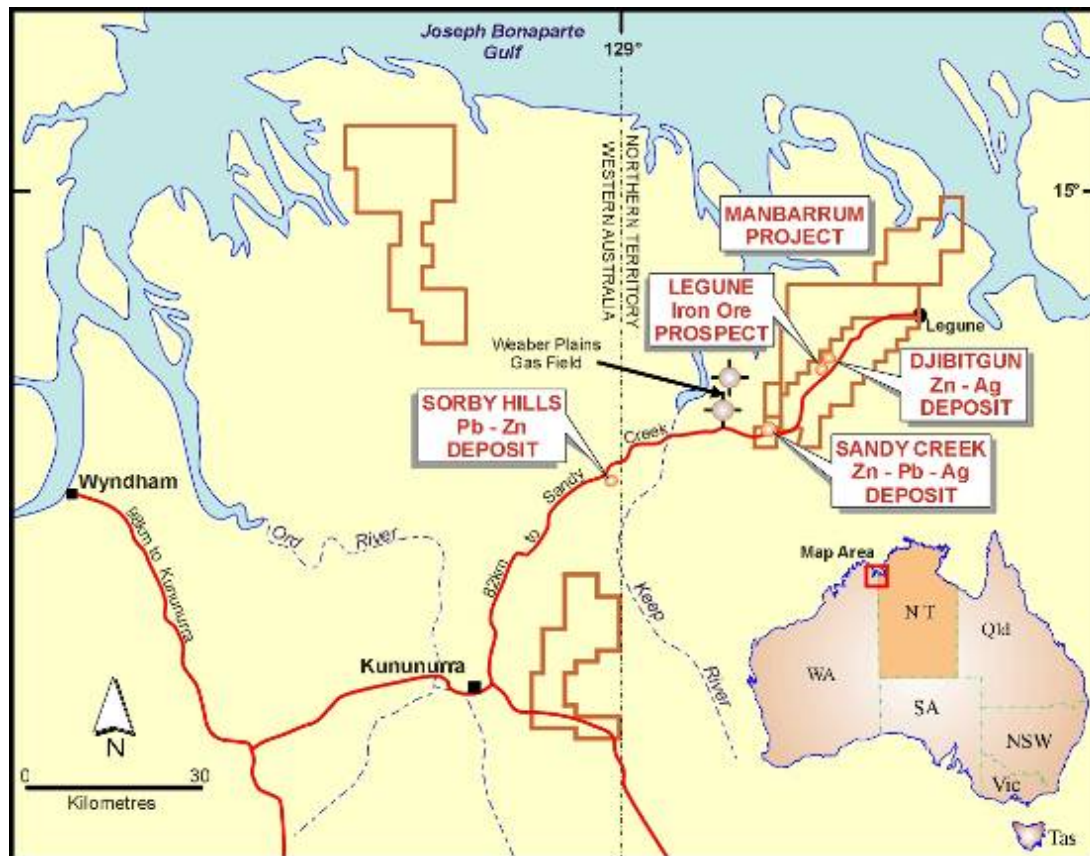 Joseph Bonaparte
Gulf
129°
NORTHERN TERRITORY
WESTERN AUSTRALIA
15°
MANBARRUM
PROJECT
LEGUNE
Iron Ore
PROSPECT
Legune
Weaber Plains
Gas Field
DJIBITGUN
Zn - Ag
DEPOSIT
SORBY HILLS
Pb - Zn
DEPOSIT
SANDY CREEK
Zn - Pb - Ag
DEPOSIT
82km to Sandy Creek
Wyndham
98km to Kununurra
Ord River
Keep River
Kununurra
N
0 30
Kilometres
Map Area
NT
Qld
WA
SA
NSW
Vic
Tas